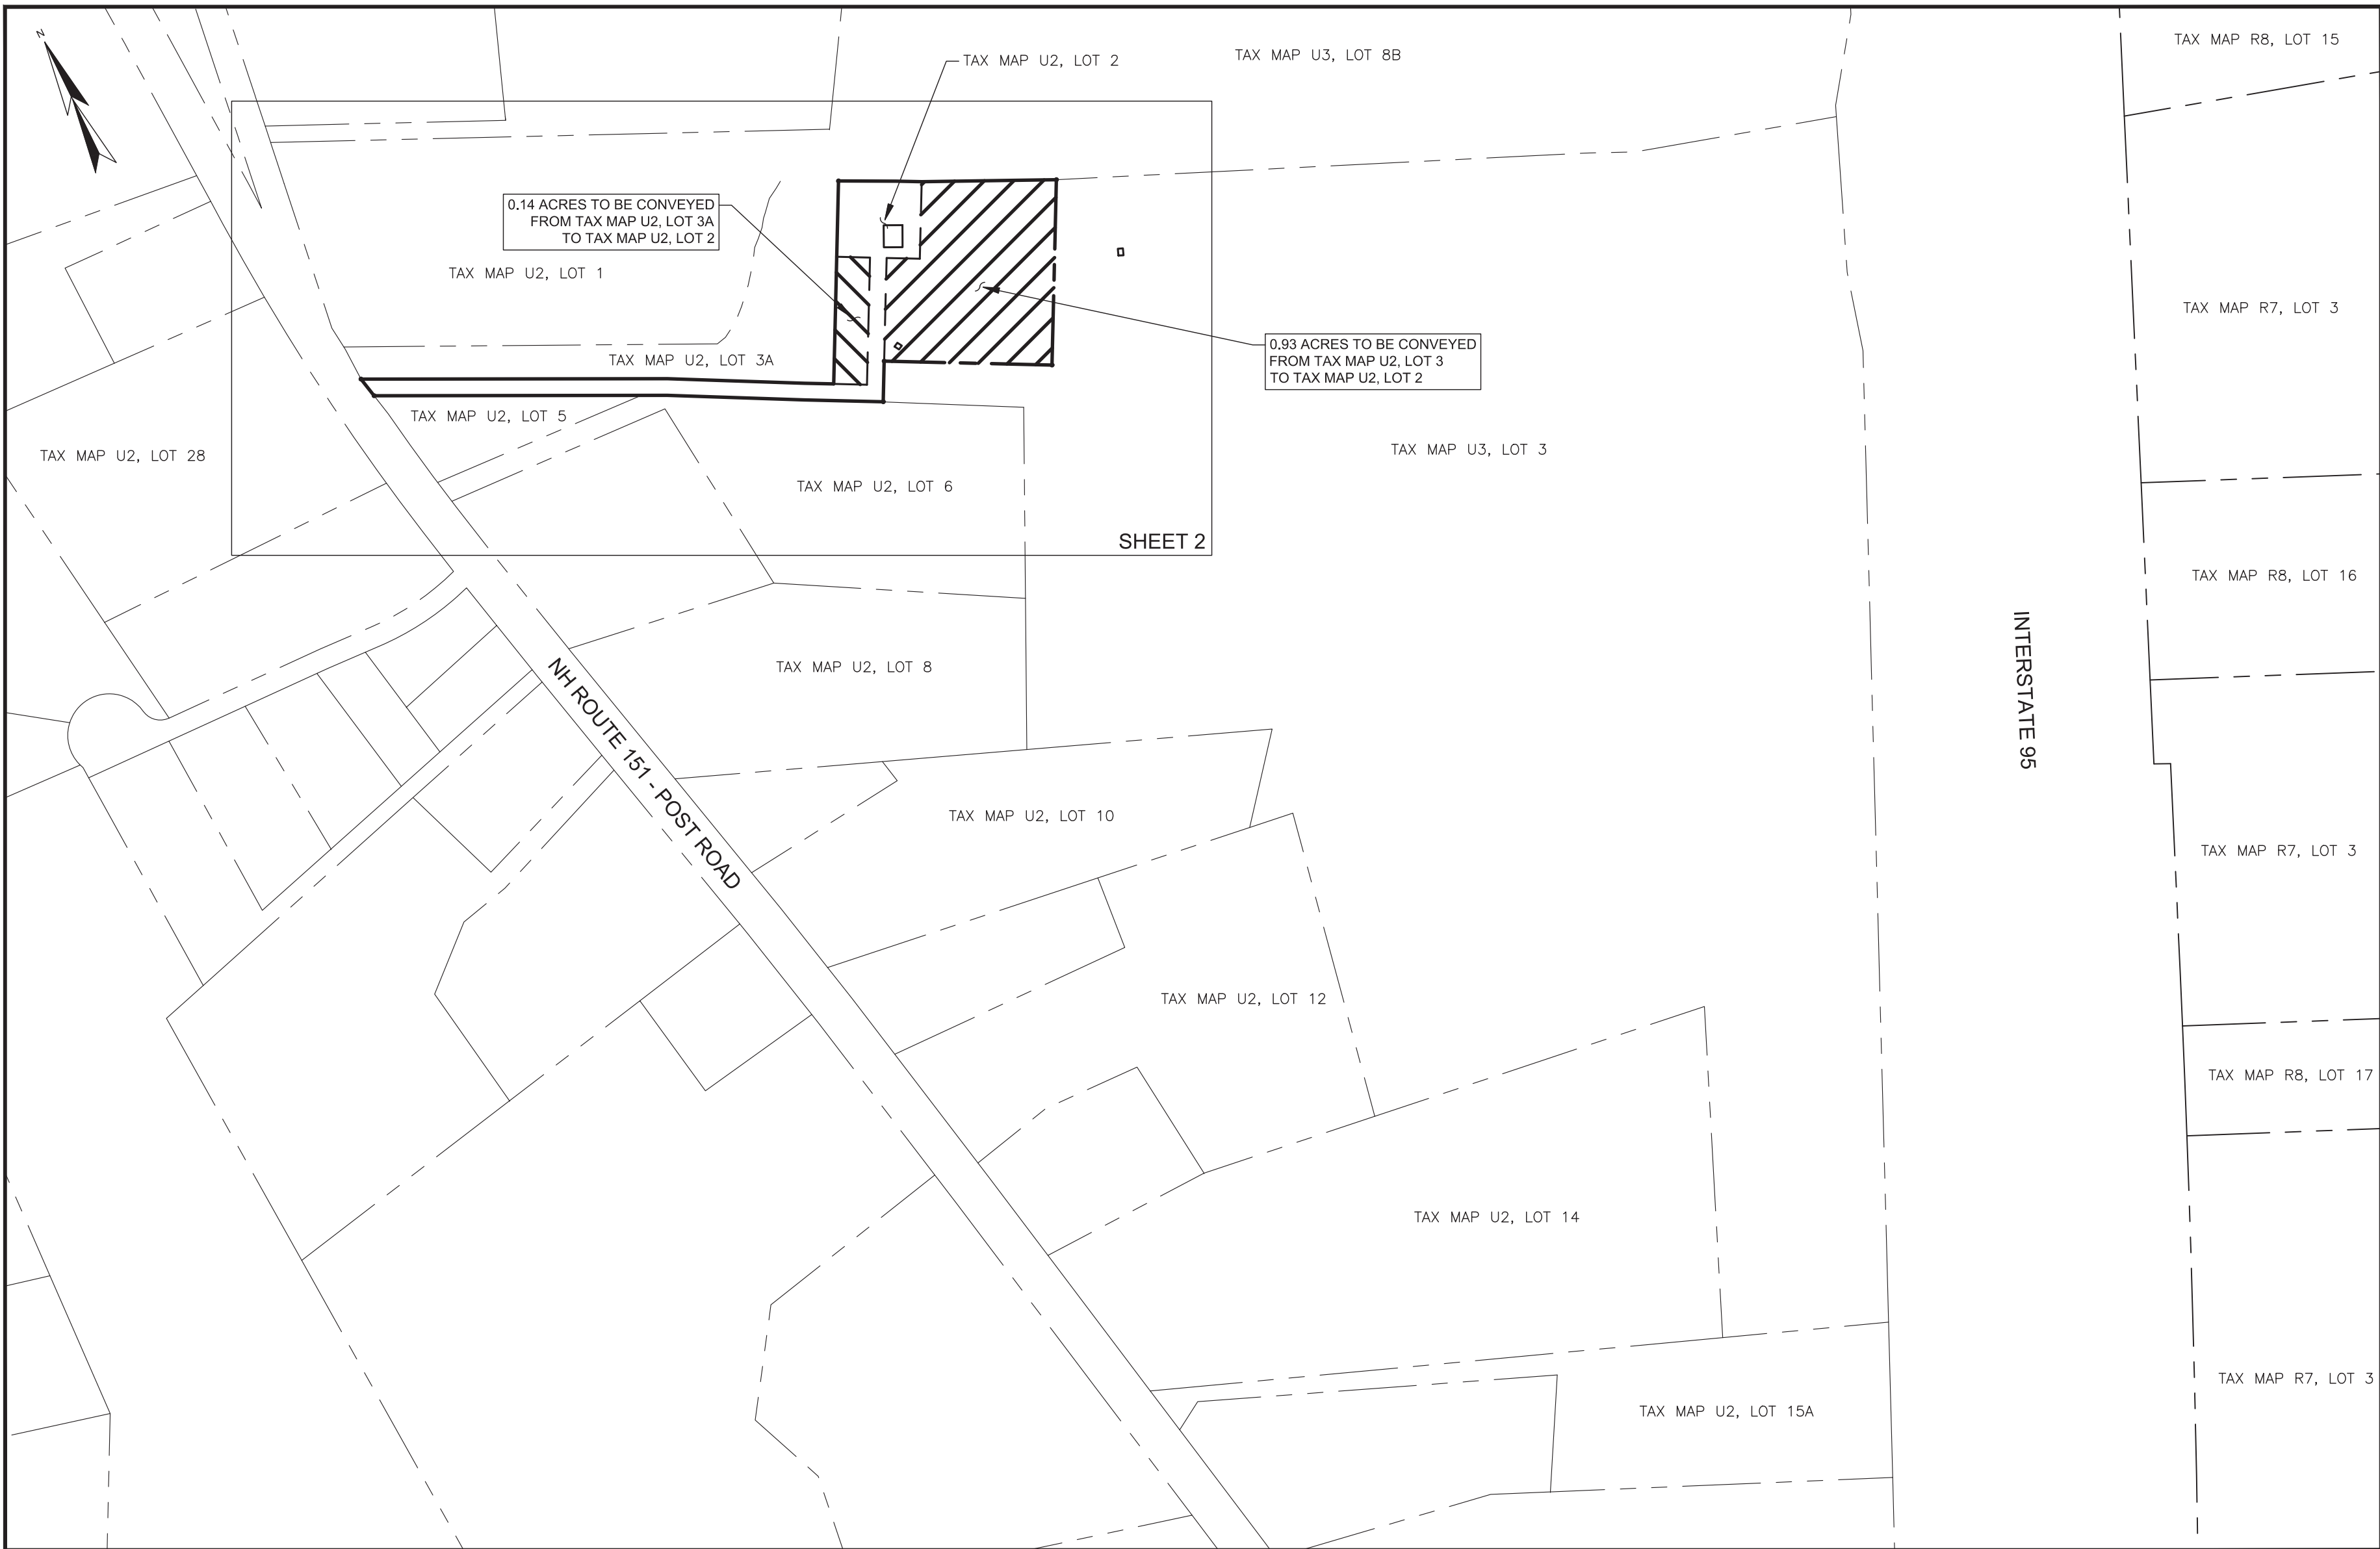 N
TAX MAP R8, LOT 15
TAX MAP U2, LOT 2
TAX MAP U3, LOT 8B
0.14 ACRES TO BE CONVEYED
FROM TAX MAP U2, LOT 3A
TO TAX MAP U2, LOT 2
TAX MAP U2, LOT 1
TAX MAP R7, LOT 3
0.93 ACRES TO BE CONVEYED
FROM TAX MAP U2, LOT 3
TO TAX MAP U2, LOT 2
TAX MAP U2, LOT 3A
TAX MAP U2, LOT 5
TAX MAP U2, LOT 28
TAX MAP U3, LOT 3
TAX MAP U2, LOT 6
SHEET 2
TAX MAP R8, LOT 16
TAX MAP U2, LOT 8
INTERSTATE 95
NH ROUTE 151 - POST ROAD
TAX MAP U2, LOT 10
TAX MAP R7, LOT 3
TAX MAP U2, LOT 12
TAX MAP R8, LOT 17
TAX MAP U2, LOT 14
TAX MAP R7, LOT 3
TAX MAP U2, LOT 15A